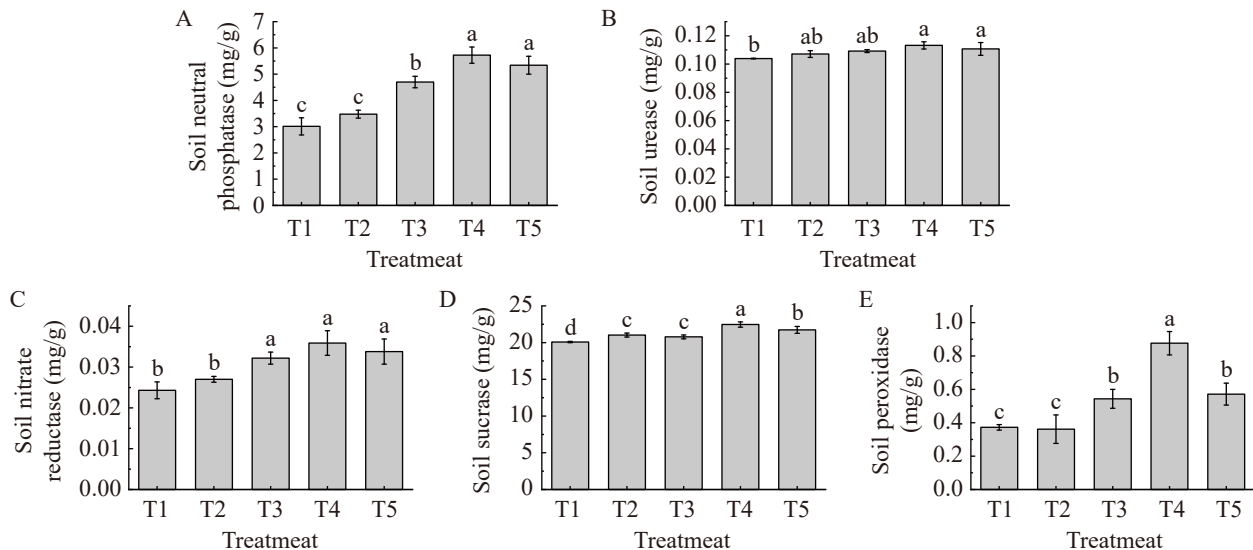 A
Soil neutral
phosphatase (mg/g)
7
6
5
4
3
2
1
0
c
c
b
a
a
T1 T2 T3 T4 T5
Treatmeat
B
Soil urease (mg/g)
0.12
0.10
0.08
0.06
0.04
0.02
0.00
b
ab
ab
a
a
T1 T2 T3 T4 T5
Treatmeat
C
Soil nitrate
reductase (mg/g)
0.04
0.03
0.02
0.01
0.00
b
b
a
a
a
T1 T2 T3 T4 T5
Treatmeat
D
Soil sucrase (mg/g)
25
20
15
10
5
0
d
c
c
a
b
T1 T2 T3 T4 T5
Treatmeat
E
Soil peroxidase
(mg/g)
1.0
0.8
0.6
0.4
0.2
0.0
c
c
b
a
b
T1 T2 T3 T4 T5
Treatmeat